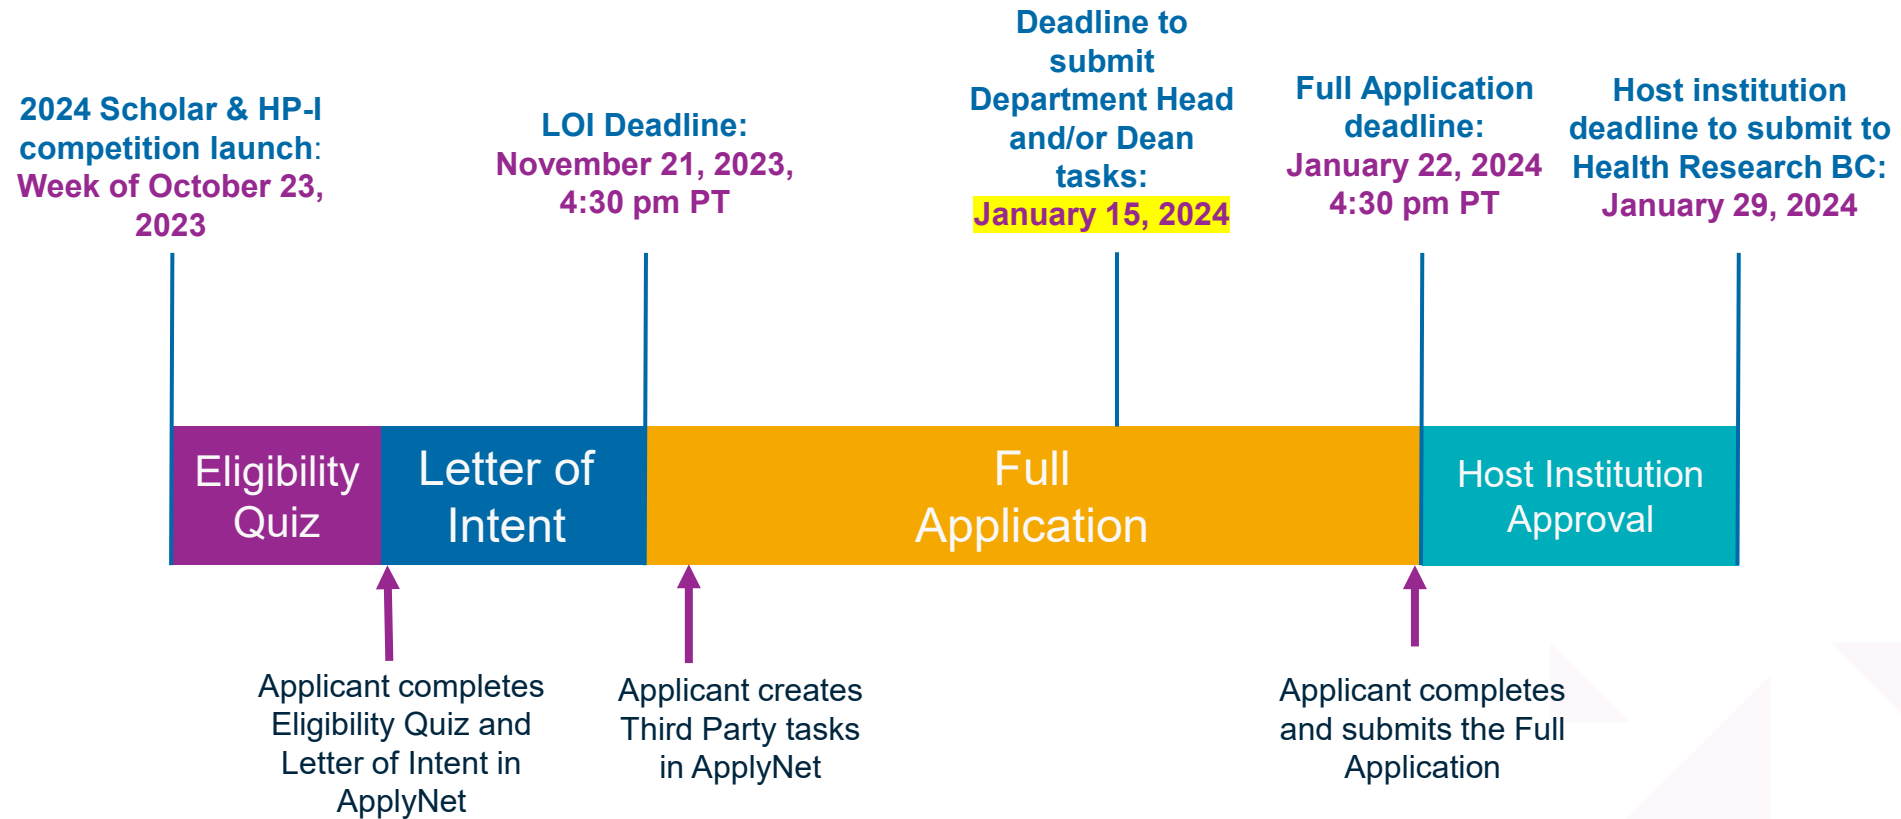 2024 Scholar & HP-I
competition launch:
Week of October 23,
2023
LOI Deadline:
November 21, 2023,
4:30 pm PT
Deadline to
submit
Department Head
and/or Dean
tasks:
January 15, 2024
Full Application
deadline:
January 22, 2024
4:30 pm PT
Host institution
deadline to submit to
Health Research BC:
January 29, 2024
Eligibility
Quiz
Letter of
Intent
Full
Application
Host Institution
Approval
Applicant completes
Eligibility Quiz and
Letter of Intent in
ApplyNet
Applicant creates
Third Party tasks
in ApplyNet
Applicant completes
and submits the Full
Application